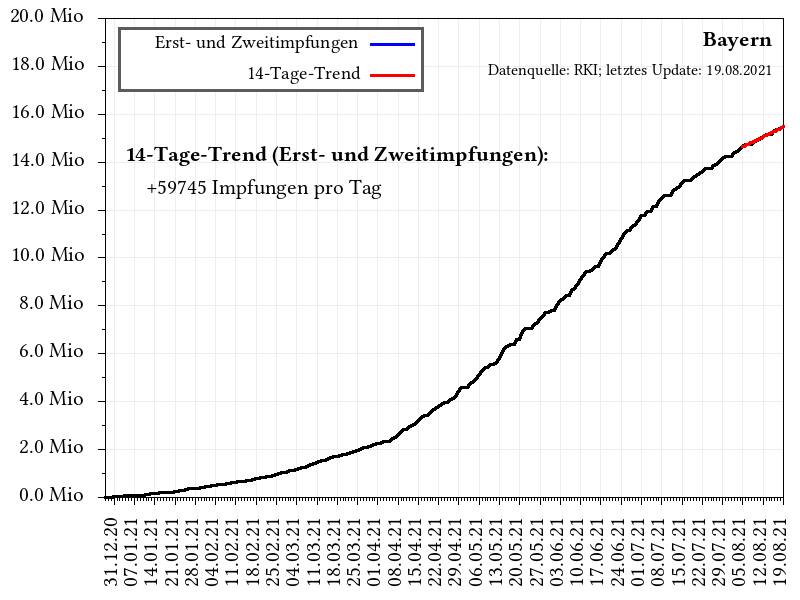 20.0 Mio
18.0 Mio
16.0 Mio
14.0 Mio
12.0 Mio
10.0 Mio
8.0 Mio
6.0 Mio
4.0 Mio
2.0 Mio
0.0 Mio
Erst- und Zweitimpfungen
14-Tage-Trend
Bayern
Datenquelle: RKI; letztes Update: 19.08.2021
14-Tage-Trend (Erst- und Zweitimpfungen):
+59745 Impfungen pro Tag
31.12.20
07.01.21
14.01.21
21.01.21
28.01.21
04.02.21
11.02.21
18.02.21
25.02.21
04.03.21
11.03.21
18.03.21
25.03.21
01.04.21
08.04.21
15.04.21
22.04.21
29.04.21
06.05.21
13.05.21
20.05.21
27.05.21
03.06.21
10.06.21
17.06.21
24.06.21
01.07.21
08.07.21
15.07.21
22.07.21
29.07.21
05.08.21
12.08.21
19.08.21